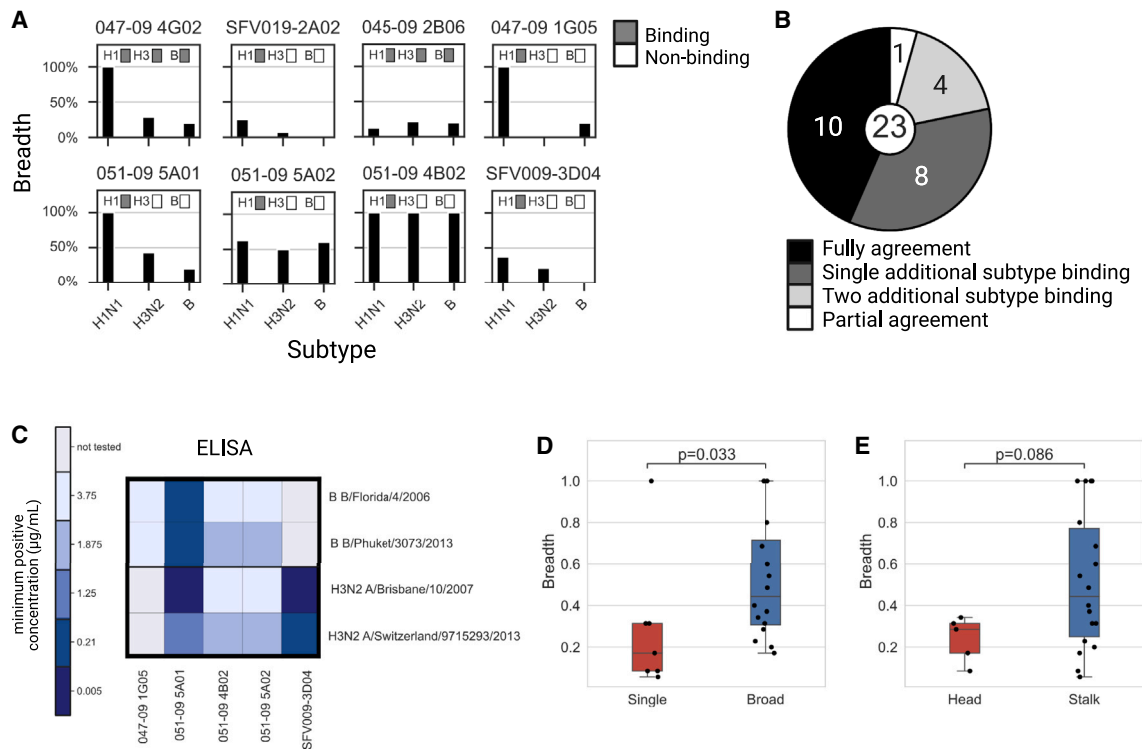 A
047-09 4G02
SFV019-2A02
045-09 2B06
047-09 1G05
H1 H3 B
H1 H3 B
H1 H3 B
H1 H3 B
100%
50%
0%
Binding
Non-binding
051-09 5A01
051-09 5A02
051-09 4B02
SFV009-3D04
H1 H3 B
H1 H3 B
H1 H3 B
H1 H3 B
100%
50%
0%
Breadth
H1N1 H3N2 B
H1N1 H3N2 B
H1N1 H3N2 B
H1N1 H3N2 B
Subtype
B
1
4
10
23
8
Fully agreement
Single additional subtype binding
Two additional subtype binding
Partial agreement
C
ELISA
minimum positive
concentration (µg/mL)
not tested
3.75
1.875
1.25
0.21
0.005
B B/Florida/4/2006
B B/Phuket/3073/2013
H3N2 A/Brisbane/10/2007
H3N2 A/Switzerland/9715293/2013
047-09 1G05
051-09 5A01
051-09 4B02
051-09 5A02
SFV009-3D04
D
p=0.033
Breadth
1.0
0.8
0.6
0.4
0.2
Single
Broad
E
p=0.086
Breadth
1.0
0.8
0.6
0.4
0.2
Head
Stalk